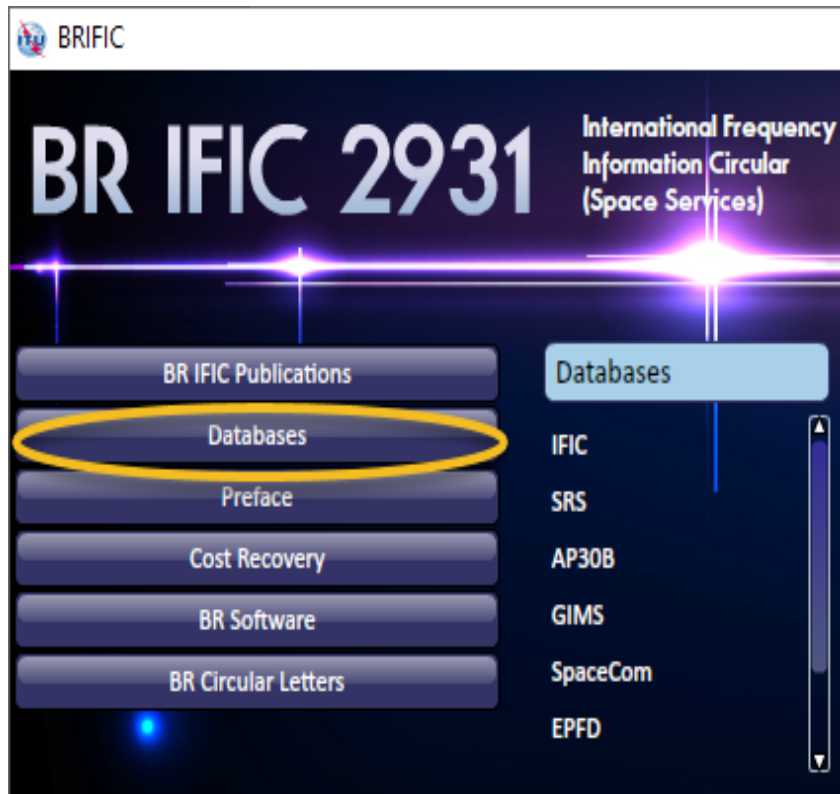 itu BRIFIC
BR IFIC 2931
International Frequency
Information Circular
(Space Services)
BR IFIC Publications
Databases
Preface
Cost Recovery
BR Software
BR Circular Letters
Databases
IFIC
SRS
AP30B
GIMS
SpaceCom
EPFD